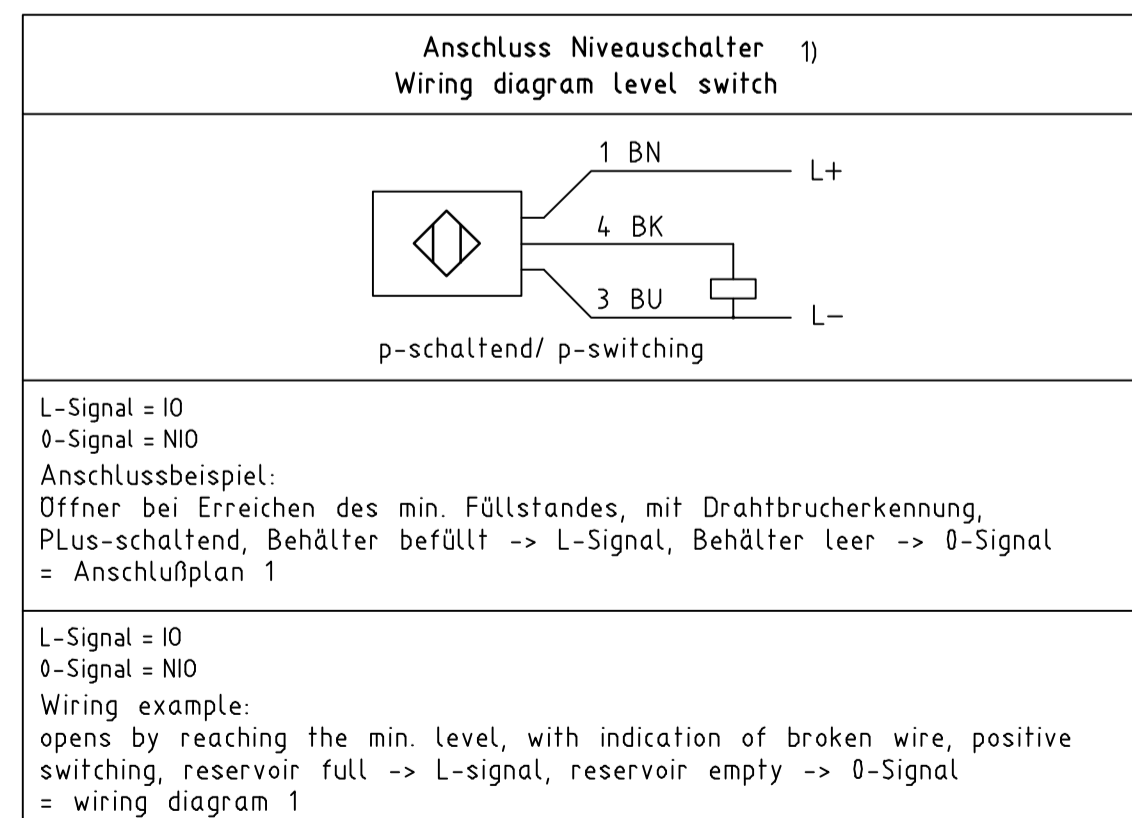 Anschluss Niveauschalter 1)
Wiring diagram level switch
1 BN
L+
4 BK
3 BU
L-
p-schaltend/ p-switching
L-Signal = IO
0-Signal = NIO
Anschlussbeispiel:
Öffner bei Erreichen des min. Füllstandes, mit Drahtbrucherkennung,
PLus-schaltend, Behälter befüllt -> L-Signal, Behälter leer -> 0-Signal
= Anschlußplan 1
L-Signal = IO
0-Signal = NIO
Wiring example:
opens by reaching the min. level, with indication of broken wire, positive
switching, reservoir full -> L-signal, reservoir empty -> 0-Signal
= wiring diagram 1